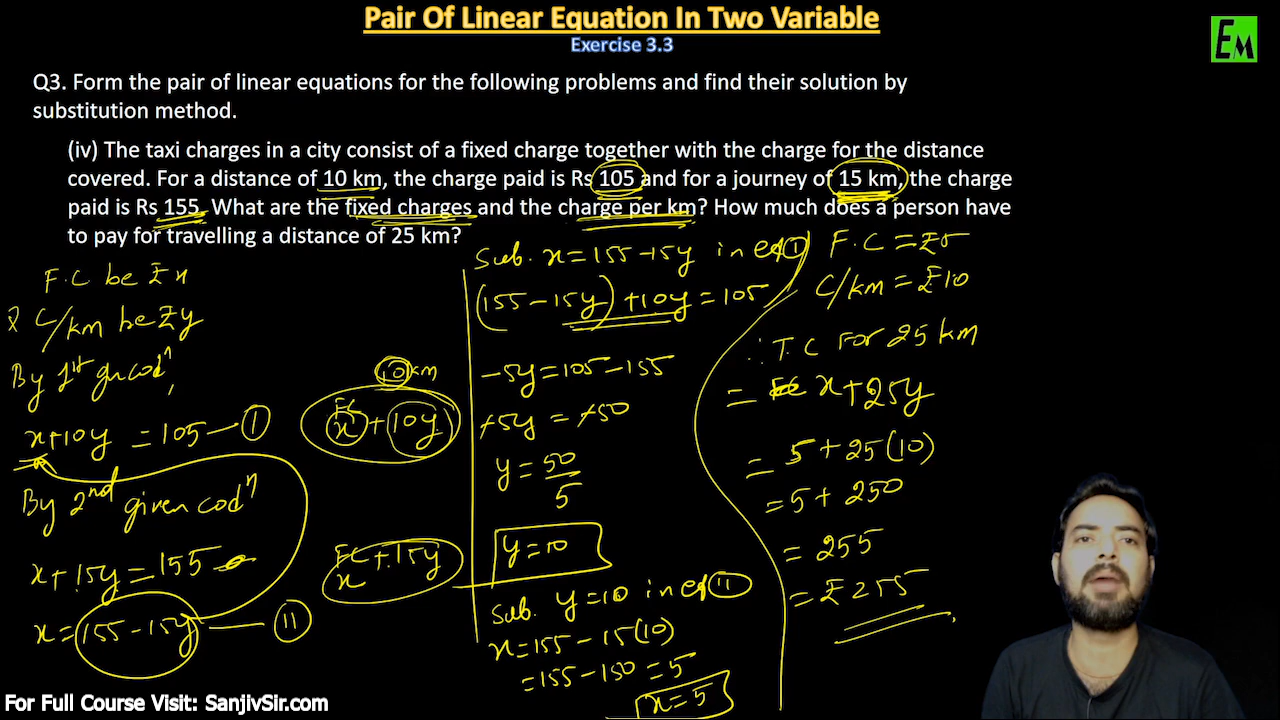 Pair Of Linear Equation In Two Variable
Exercise 3.3
EM
Q3. Form the pair of linear equations for the following problems and find their solution by
substitution method.
(iv) The taxi charges in a city consist of a fixed charge together with the charge for the distance
covered. For a distance of 10 km, the charge paid is Rs 105 and for a journey of 15 km, the charge
paid is Rs 155. What are the fixed charges and the charge per km? How much does a person have
to pay for travelling a distance of 25 km?
F.C be ₹x
& C/km be ₹y
By 1st gn codⁿ,
x+10y = 105 — I
By 2nd given codⁿ
x+15y=155
x=155-15y — II
10 km
FC
x + 10y
FC
x + 15y
Sub. x=155-15y in eq I
(155-15y)+10y=105
-5y=105-155
-5y = -50
y = 50/5
y=10
Sub. y=10 in eq II
x=155-15(10)
=155-150=5
x=5
F.C = ₹5
C/km = ₹10
∴ T.C For 25 km
= x+25y
= 5+25(10)
=5+250
= 255
= ₹255
For Full Course Visit: SanjivSir.com